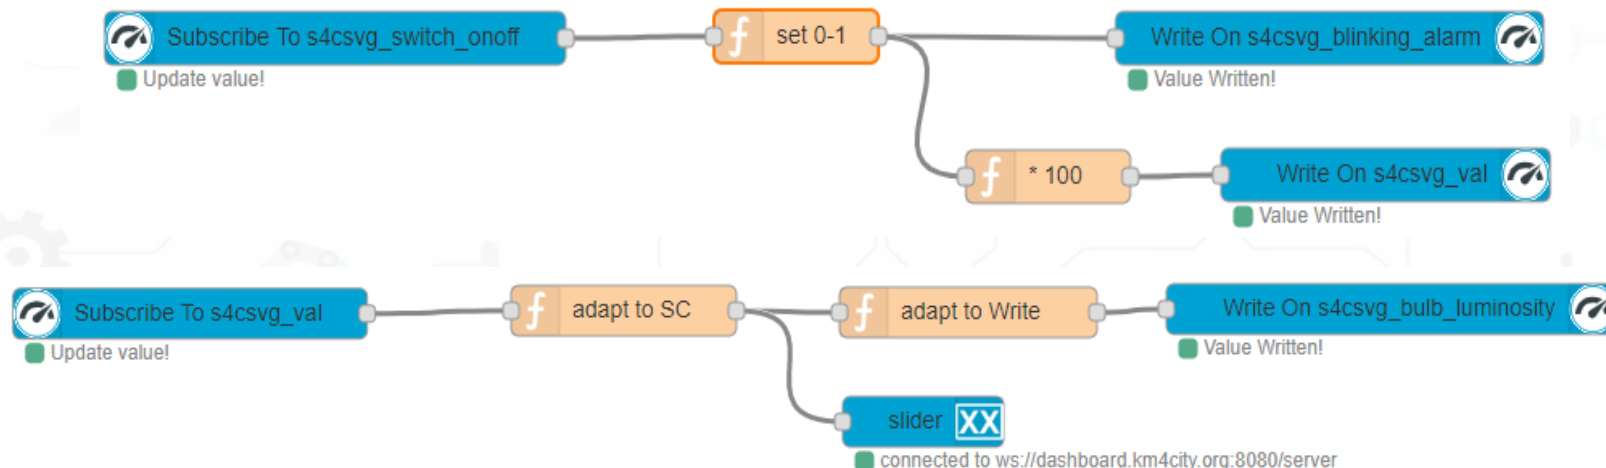 Subscribe To s4csvg_switch_onoff
Update value!
set 0-1
Write On s4csvg_blinking_alarm
Value Written!
* 100
Write On s4csvg_val
Value Written!
Subscribe To s4csvg_val
Update value!
adapt to SC
adapt to Write
Write On s4csvg_bulb_luminosity
Value Written!
slider XX
connected to ws://dashboard.km4city.org:8080/server